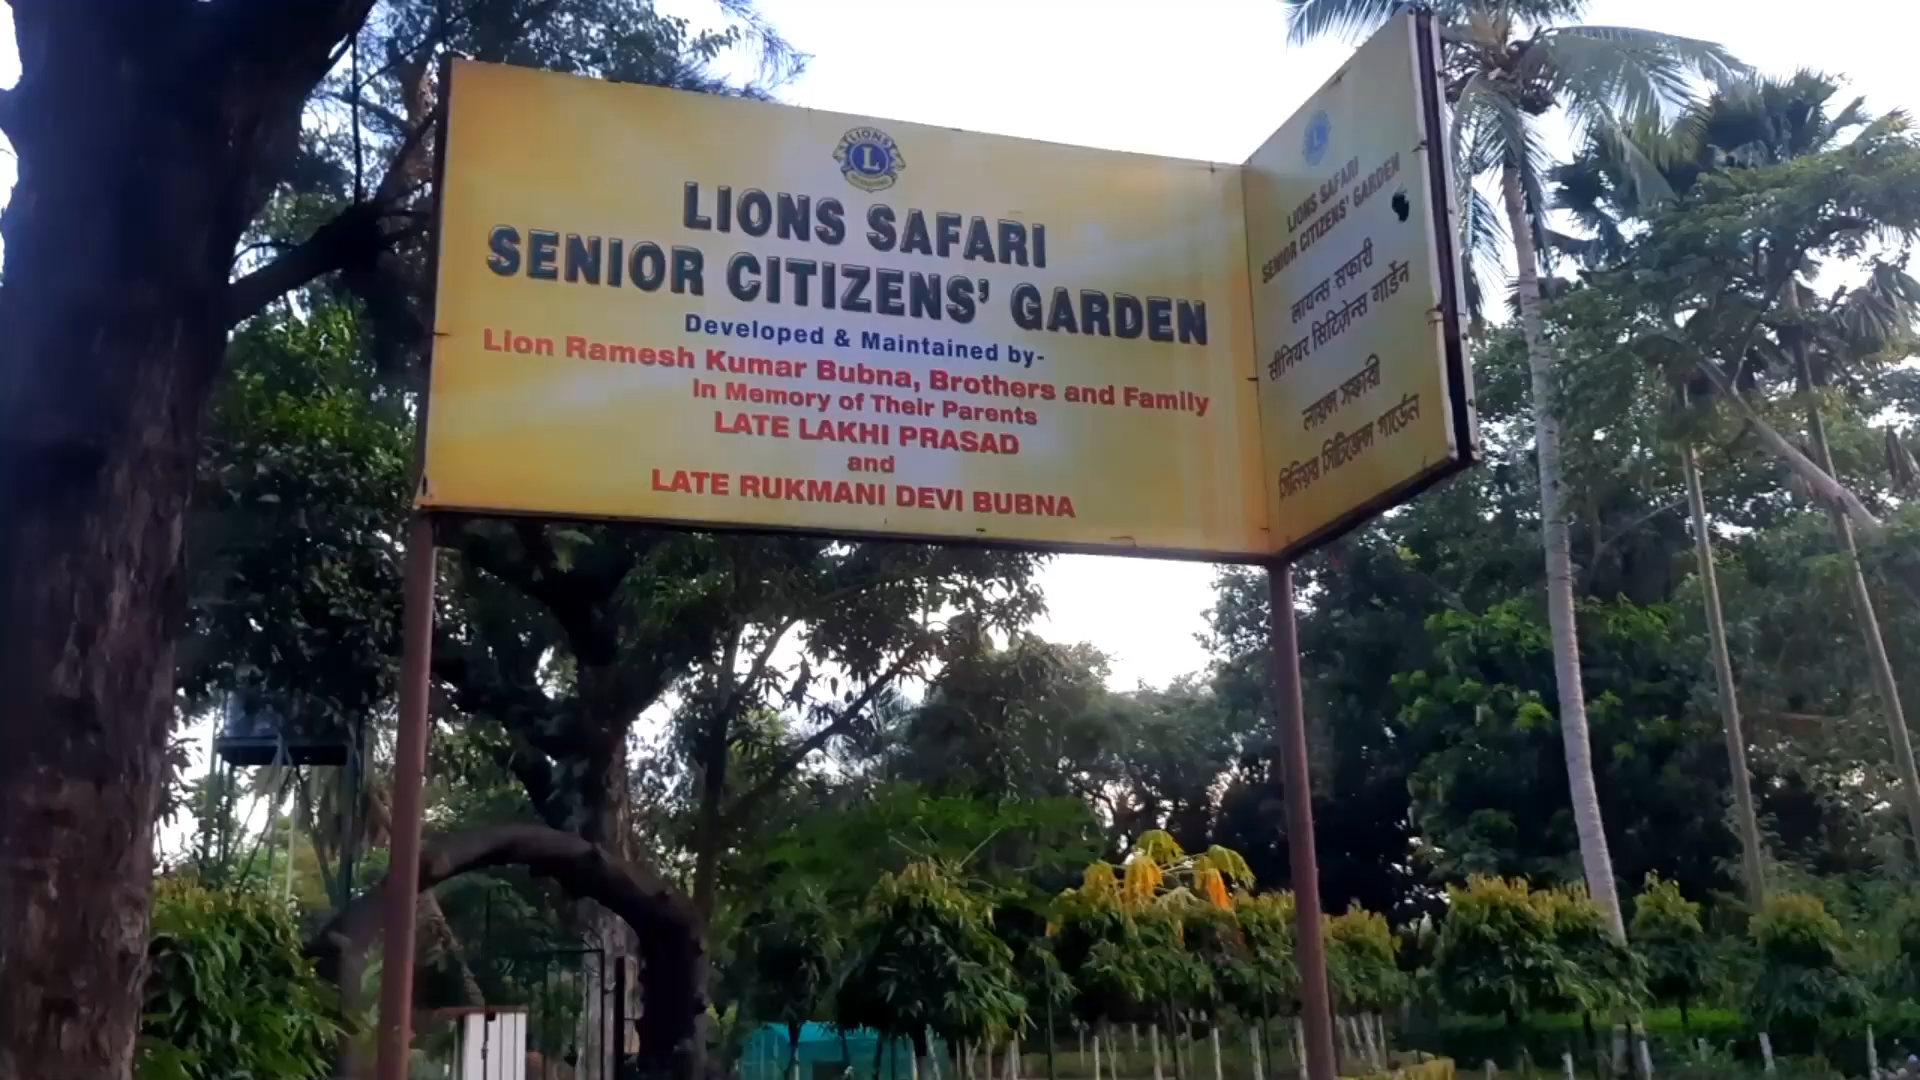 LIONS
L
LIONS SAFARI
SENIOR CITIZENS' GARDEN
Developed & Maintained by-
Lion Ramesh Kumar Bubna, Brothers and Family
In Memory of Their Parents
LATE LAKHI PRASAD
and
LATE RUKMANI DEVI BUBNA
LIONS SAFARI
SENIOR CITIZENS' GARDEN
लायन्स सफ़ारी
सीनियर सिटिज़ेन्स गार्डेन
লায়ন্স সফারী
সিনিয়র সিটিজেন্স গার্ডেন